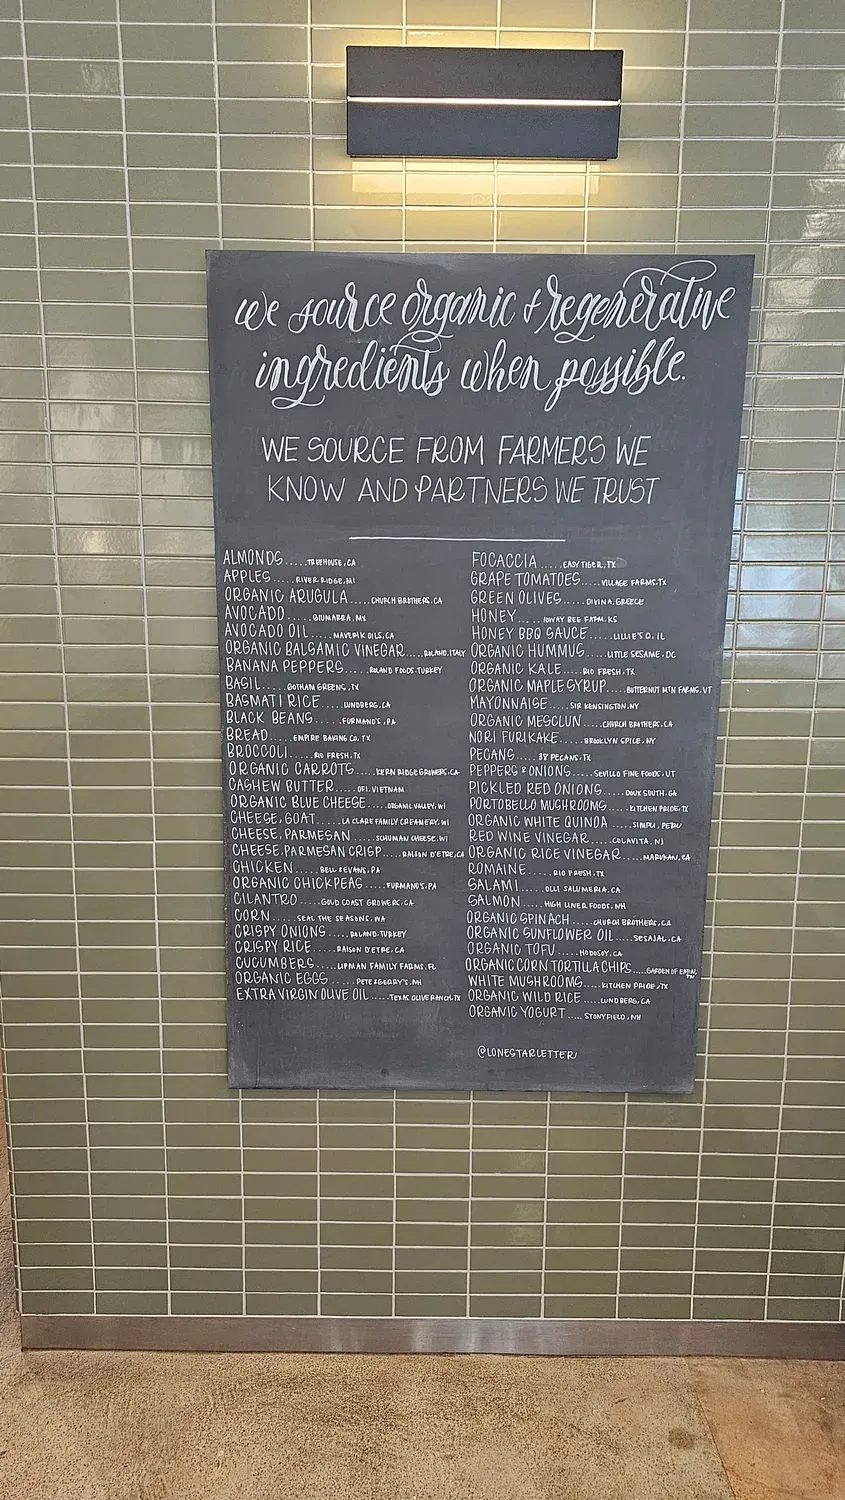 we source organic & regenerative
ingredients when possible.
WE SOURCE FROM FARMERS WE
KNOW AND PARTNERS WE TRUST
ALMONDS.....TREEHOUSE, CA
APPLES.....RIVER RIDGE, MI
ORGANIC ARUGULA.....CHURCH BROTHERS, CA
AVOCADO.....GIUMARRA, MX
AVOCADO OIL.....MAVERIK OILS, CA
ORGANIC BALSAMIC VINEGAR.....ROLAND, ITALY
BANANA PEPPERS.....ROLAND FOODS, TURKEY
BASIL.....GOTHAM GREENS, TX
BASMATI RICE.....LUNDBERG, CA
BLACK BEANS.....FURMANO'S, PA
BREAD.....EMPIRE BAKING CO, TX
BROCCOLI.....RIO FRESH, TX
ORGANIC CARROTS.....KERN RIDGE GROWERS, CA
CASHEW BUTTER.....OFI, VIETNAM
ORGANIC BLUE CHEESE.....ORGANIC VALLEY, WI
CHEESE, GOAT.....LA CLARE FAMILY CREAMERY, WI
CHEESE, PARMESAN.....SCHUMAN CHEESE, WI
CHEESE, PARMESAN CRISP.....RAISON D'ETRE, CA
CHICKEN.....BELL & EVANS, PA
ORGANIC CHICKPEAS.....FURMANO'S, PA
CILANTRO.....GOLD COAST GROWERS, CA
CORN.....SEAL THE SEASONS, WA
CRISPY ONIONS.....ROLAND, TURKEY
CRISPY RICE.....RAISON D'ETRE, CA
CUCUMBERS.....LIPMAN FAMILY FARMS, FL
ORGANIC EGGS.....PETE & GERRY'S, NH
EXTRA VIRGIN OLIVE OIL.....TEXAS OLIVE RANCH, TX
FOCACCIA.....EASY TIGER, TX
GRAPE TOMATOES.....VILLAGE FARMS, TX
GREEN OLIVES.....DIVINA, GREECE
HONEY.....IOWAY BEE FARM, KS
HONEY BBQ SAUCE.....LILLIE'S Q, IL
ORGANIC HUMMUS.....LITTLE SESAME, DC
ORGANIC KALE.....RIO FRESH, TX
ORGANIC MAPLE SYRUP.....BUTTERNUT MTN FARMS, VT
MAYONNAISE.....SIR KENSINGTON, NY
ORGANIC MESCLUN.....CHURCH BROTHERS, CA
NORI FURIKAKE.....BROOKLYN SPICE, NY
PECANS.....38° PECANS, TX
PEPPERS & ONIONS.....SEVILLO FINE FOODS, UT
PICKLED RED ONIONS.....DOUX SOUTH, GA
PORTOBELLO MUSHROOMS.....KITCHEN PRIDE, TX
ORGANIC WHITE QUINOA.....SIMPLI, PERU
RED WINE VINEGAR.....COLAVITA, NJ
ORGANIC RICE VINEGAR.....MARUKAN, CA
ROMAINE.....RIO FRESH, TX
SALAMI.....OLLI SALUMERIA, CA
SALMON.....HIGH LINER FOODS, NH
ORGANIC SPINACH.....CHURCH BROTHERS, CA
ORGANIC SUNFLOWER OIL.....SESAJAL, CA
ORGANIC TOFU.....HODOSOY, CA
ORGANIC CORN TORTILLA CHIPS.....GARDEN OF EATIN,
WHITE MUSHROOMS.....KITCHEN PRIDE, TX
ORGANIC WILD RICE.....LUNDBERG, CA
ORGANIC YOGURT.....STONYFIELD, NH
@LONESTARLETTER